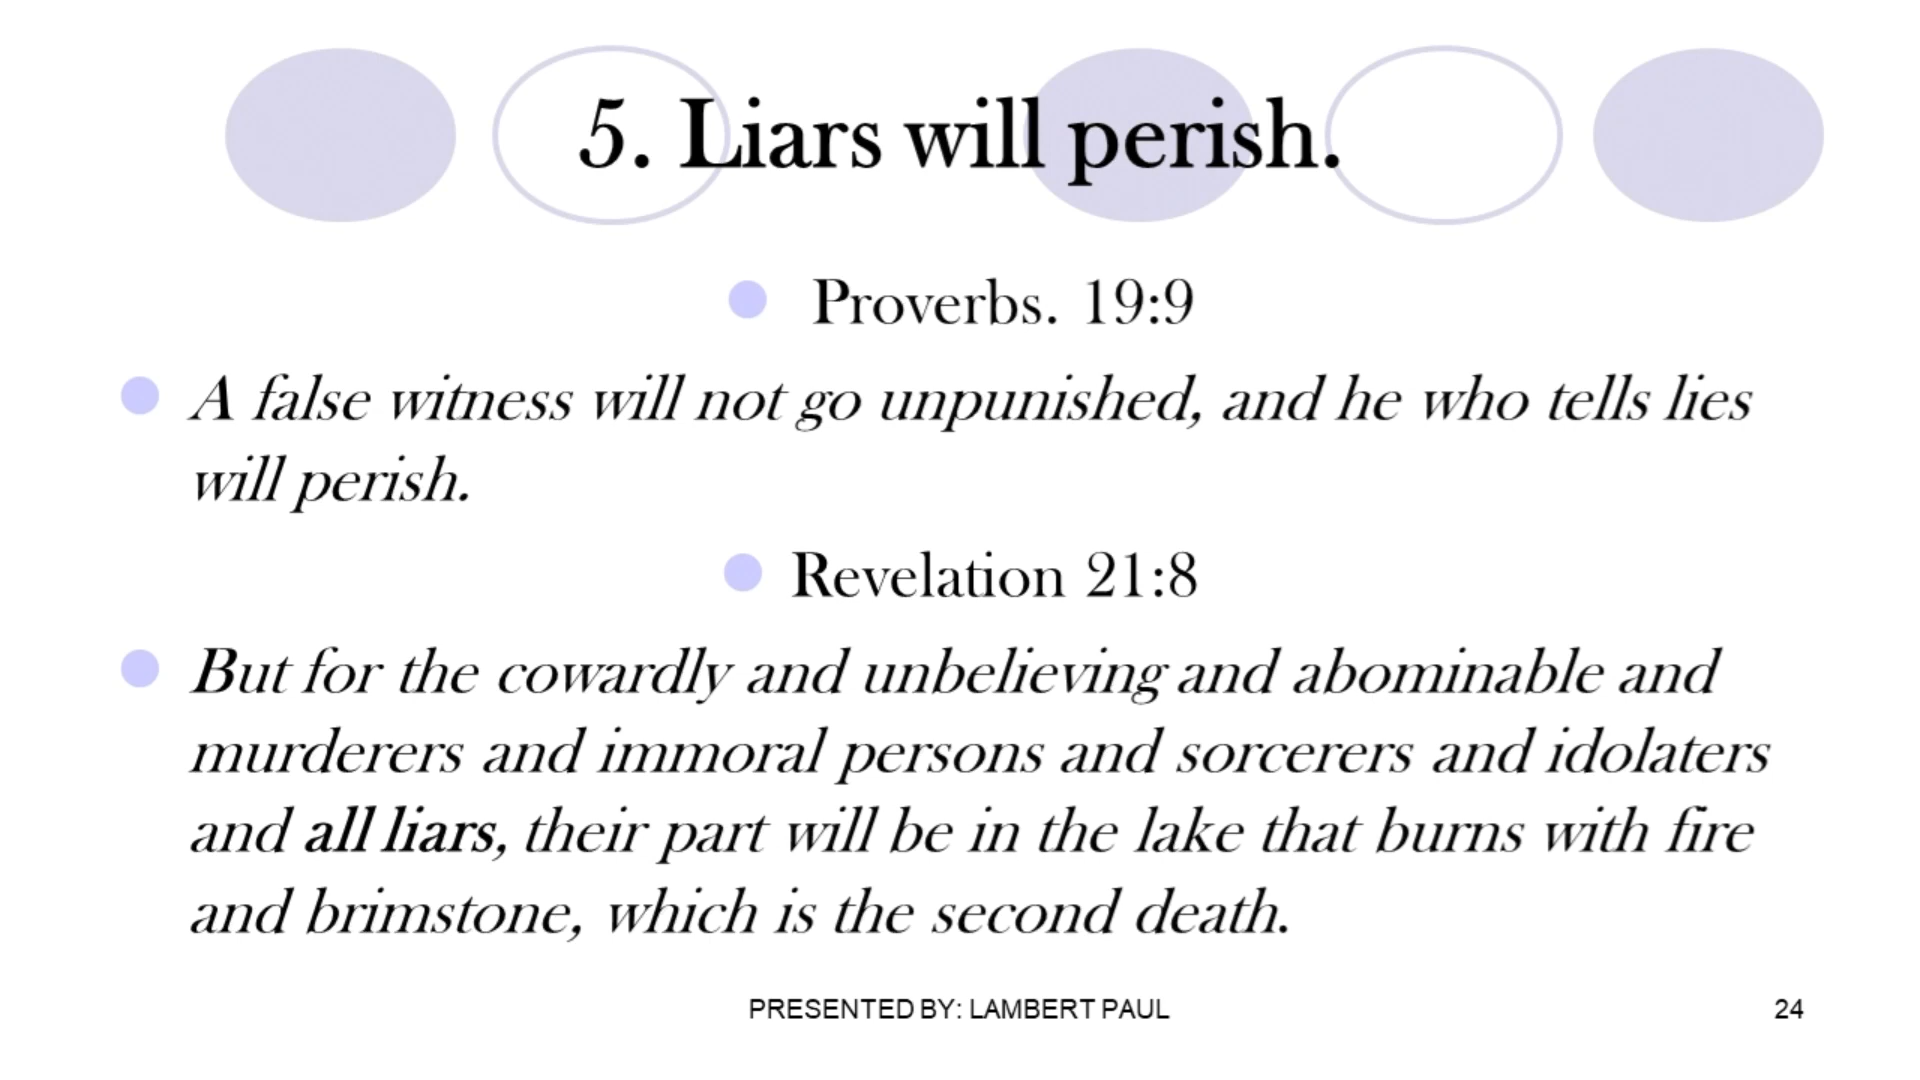 5. Liars will perish.
Proverbs. 19:9
A false witness will not go unpunished, and he who tells lies
will perish.
Revelation 21:8
But for the cowardly and unbelieving and abominable and
murderers and immoral persons and sorcerers and idolaters
and all liars, their part will be in the lake that burns with fire
and brimstone, which is the second death.
PRESENTED BY: LAMBERT PAUL
24